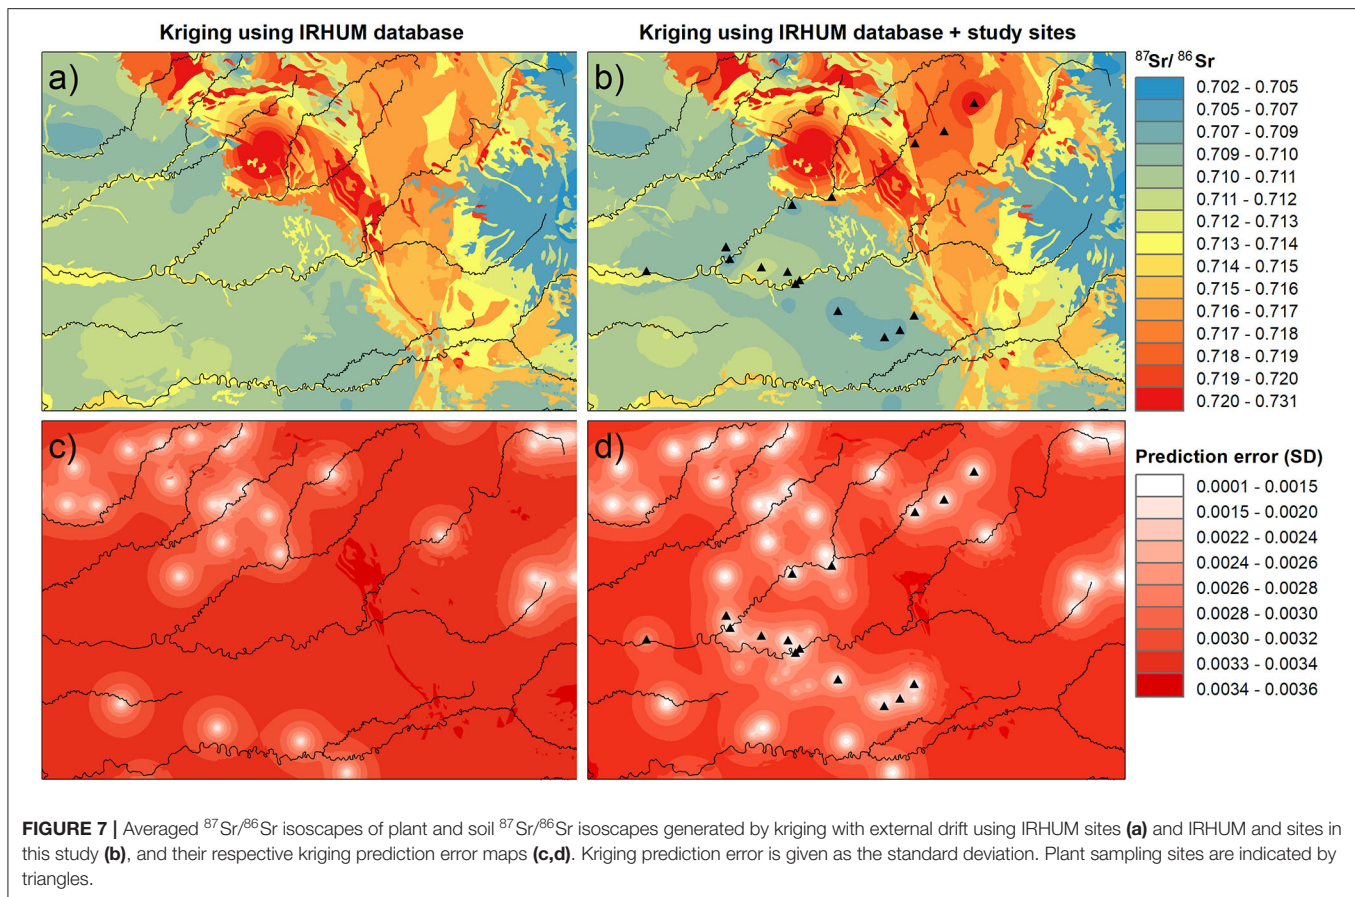 Kriging using IRHUM database
Kriging using IRHUM database + study sites
a)
b)
87Sr/ 86Sr
0.702 - 0.705
0.705 - 0.707
0.707 - 0.709
0.709 - 0.710
0.710 - 0.711
0.711 - 0.712
0.712 - 0.713
0.713 - 0.714
0.714 - 0.715
0.715 - 0.716
0.716 - 0.717
0.717 - 0.718
0.718 - 0.719
0.719 - 0.720
0.720 - 0.731
c)
d)
Prediction error (SD)
0.0001 - 0.0015
0.0015 - 0.0020
0.0022 - 0.0024
0.0024 - 0.0026
0.0026 - 0.0028
0.0028 - 0.0030
0.0030 - 0.0032
0.0033 - 0.0034
0.0034 - 0.0036
FIGURE 7 | Averaged 87Sr/86Sr isoscapes of plant and soil 87Sr/86Sr isoscapes generated by kriging with external drift using IRHUM sites (a) and IRHUM and sites in
this study (b), and their respective kriging prediction error maps (c,d). Kriging prediction error is given as the standard deviation. Plant sampling sites are indicated by
triangles.